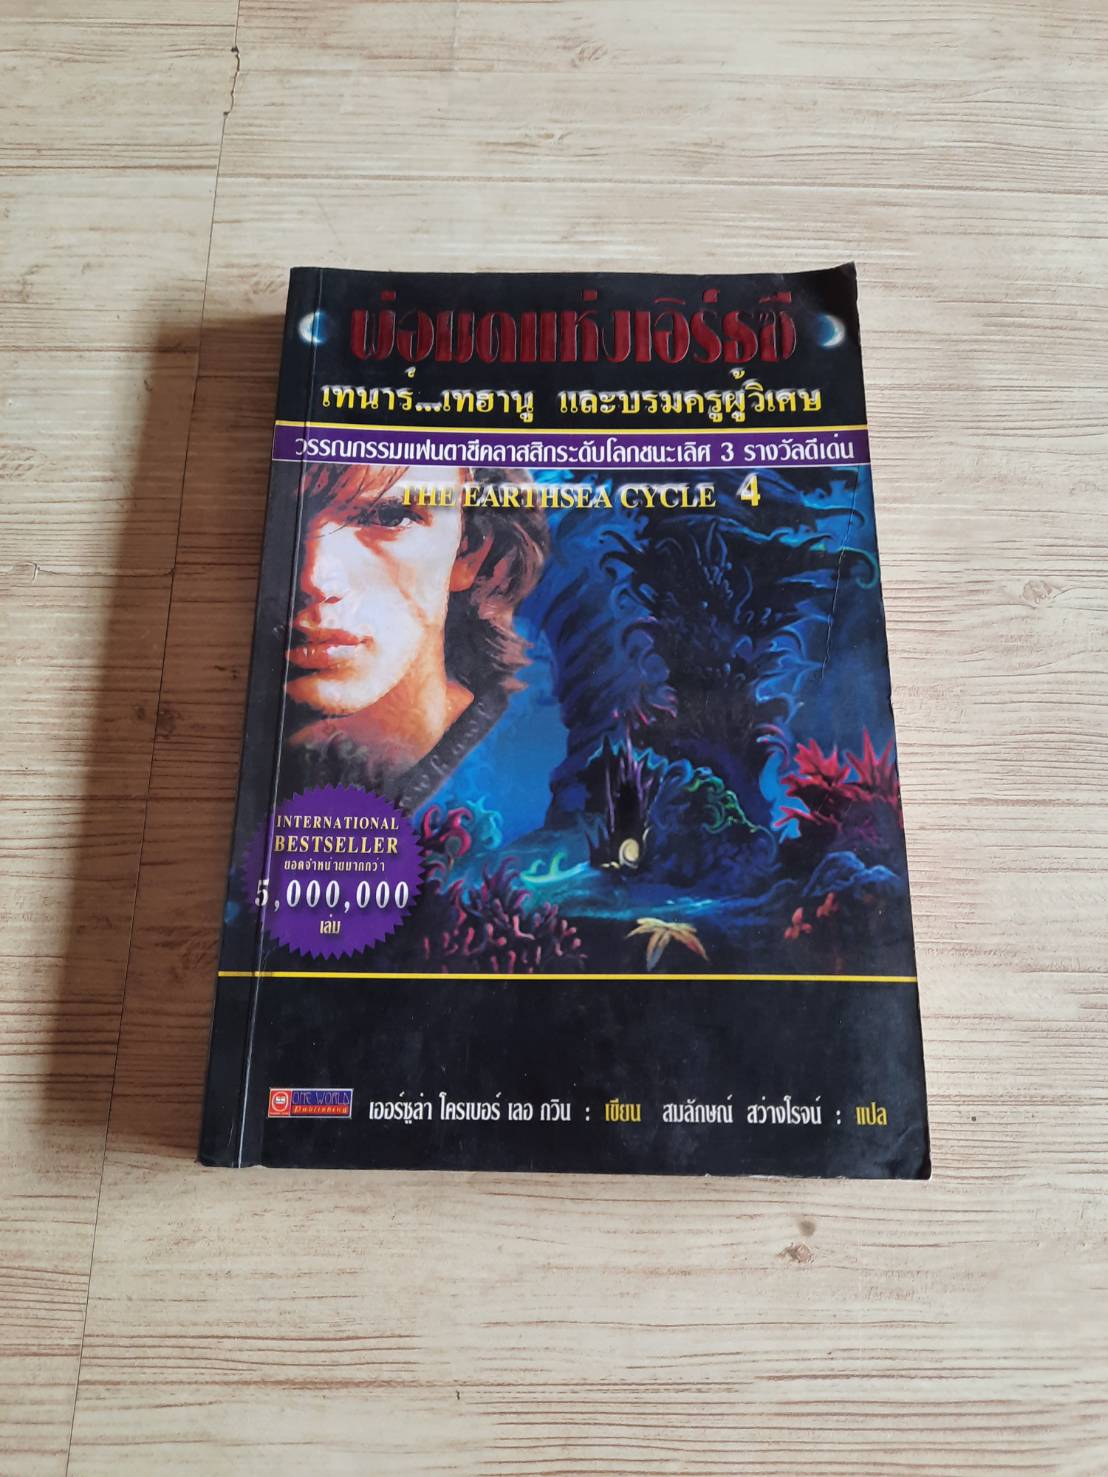 พ่อมดแห่งเอิร์ธซี
เทนาร์...เทฮานู และบรมครูผู้วิเศษ
วรรณกรรมแฟนตาซีคลาสสิกระดับโลกชนะเลิศ 3 รางวัลดีเด่น
THE EARTHSEA CYCLE 4
INTERNATIONAL
BESTSELLER
ยอดจำหน่ายมากกว่า
5,000,000
เล่ม
ONE WORLD
Publishing
เออร์ซูล่า โครเบอร์ เลอ กวิน : เขียน สมลักษณ์ สว่างโรจน์ : แปล